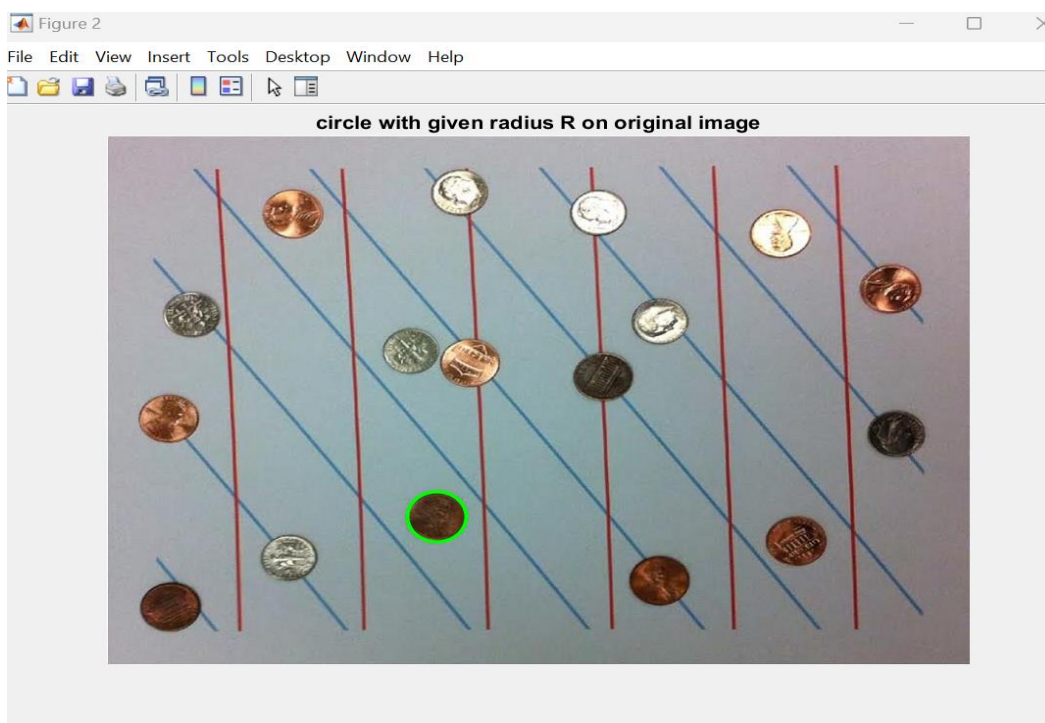 Figure 2
File Edit View Insert Tools Desktop Window Help
circle with given radius R on original image